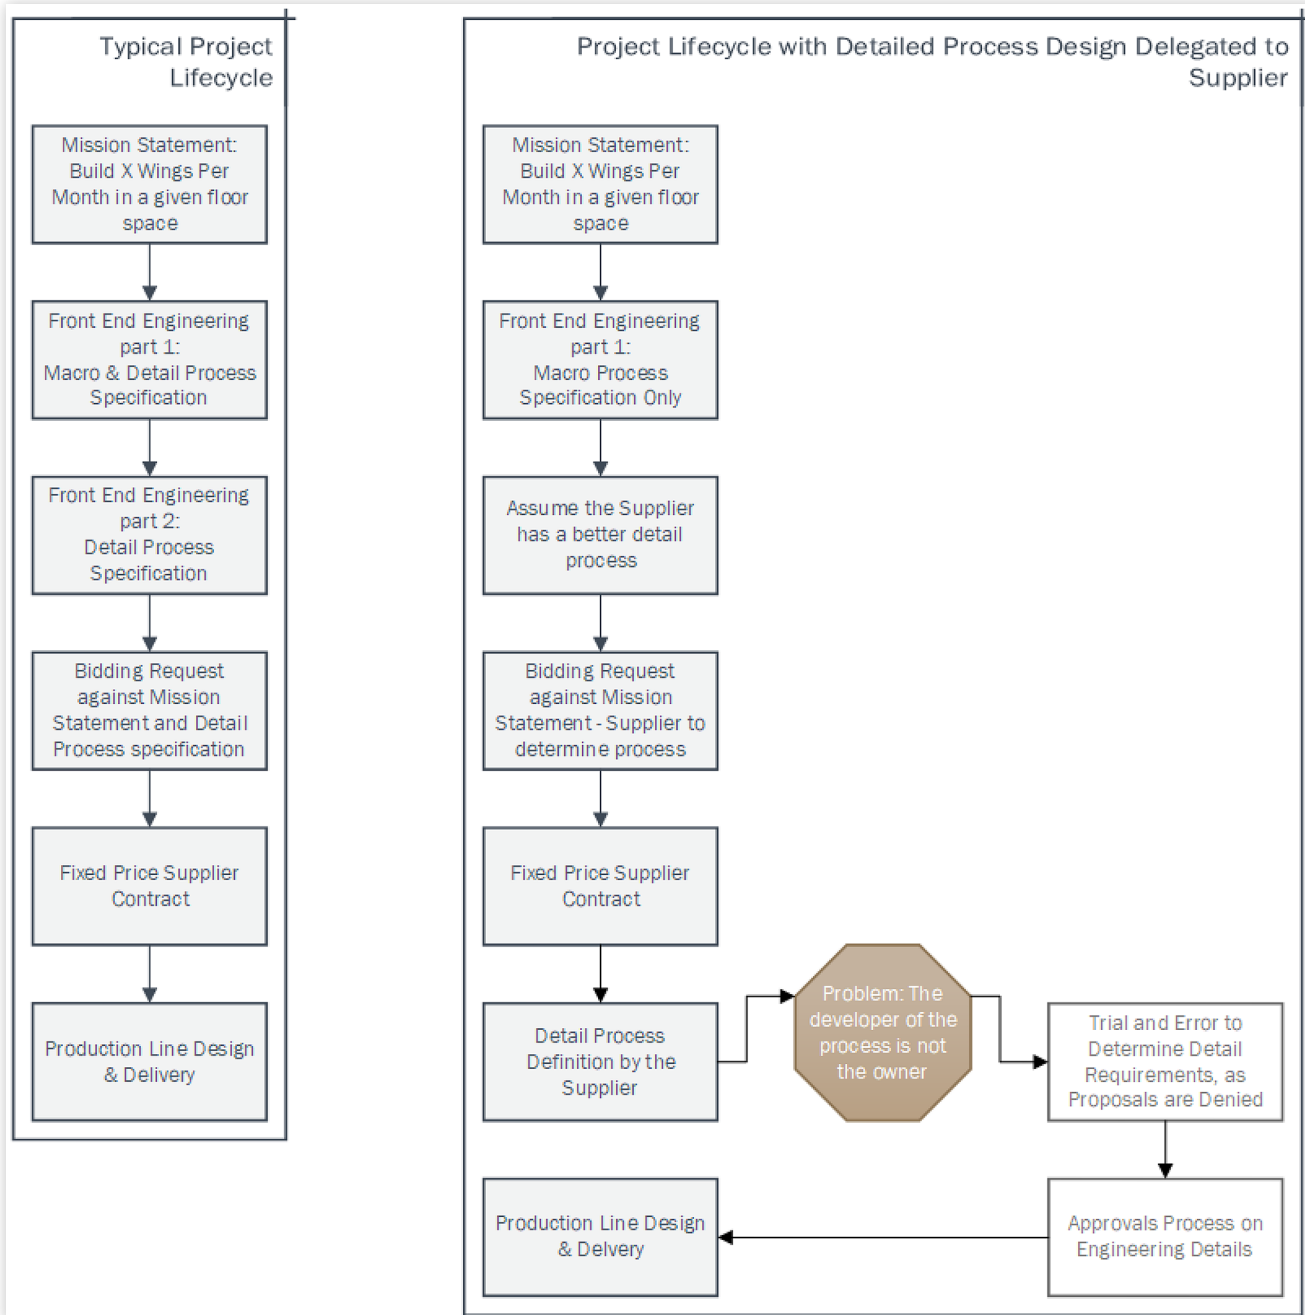 Typical Project
Lifecycle
Mission Statement:
Build X Wings Per
Month in a given floor
space
Front End Engineering
part 1:
Macro & Detail Process
Specification
Front End Engineering
part 2:
Detail Process
Specification
Bidding Request
against Mission
Statement and Detail
Process specification
Fixed Price Supplier
Contract
Production Line Design
& Delivery
Project Lifecycle with Detailed Process Design Delegated to
Supplier
Mission Statement:
Build X Wings Per
Month in a given floor
space
Front End Engineering
part 1:
Macro Process
Specification Only
Assume the Supplier
has a better detail
process
Bidding Request
against Mission
Statement - Supplier to
determine process
Fixed Price Supplier
Contract
Detail Process
Definition by the
Supplier
Problem: The
developer of the
process is not
the owner
Trial and Error to
Determine Detail
Requirements, as
Proposals are Denied
Approvals Process on
Engineering Details
Production Line Design
& Delvery